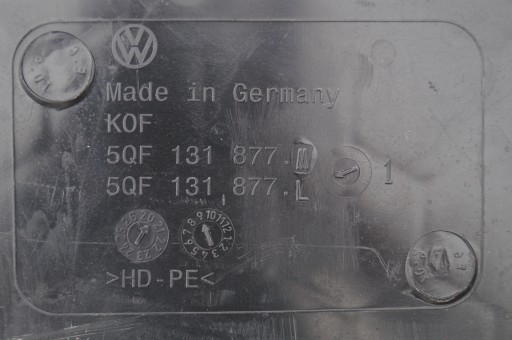 Made in Germany
KOF
5QF 131 877.M 1
5QF 131 877.L
>HD-PE<